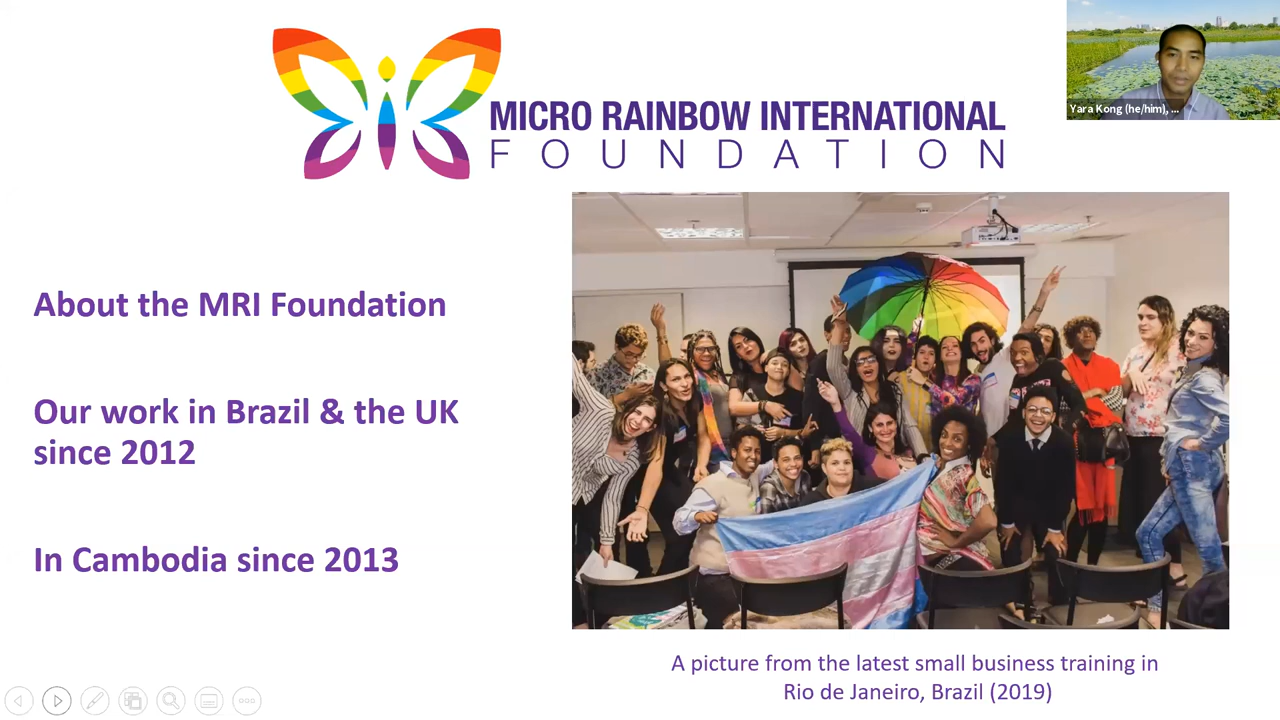 MICRO RAINBOW INTERNATIONAL
FOUNDATION
Yara Kong (he/him), ...
About the MRI Foundation
Our work in Brazil & the UK
since 2012
In Cambodia since 2013
A picture from the latest small business training in
Rio de Janeiro, Brazil (2019)